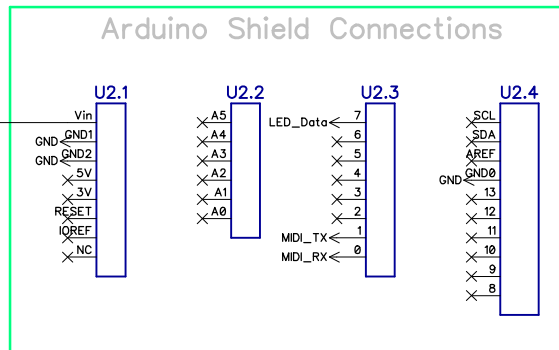 Arduino Shield Connections
U2.1
Vin
GND GND1
GND GND2
5V
3V
RESET
IOREF
NC
U2.2
A5
A4
A3
A2
A1
A0
U2.3
LED_Data 7
6
5
4
3
2
MIDI_TX 1
MIDI_RX 0
U2.4
SCL
SDA
AREF
GND GND0
13
12
11
10
9
8